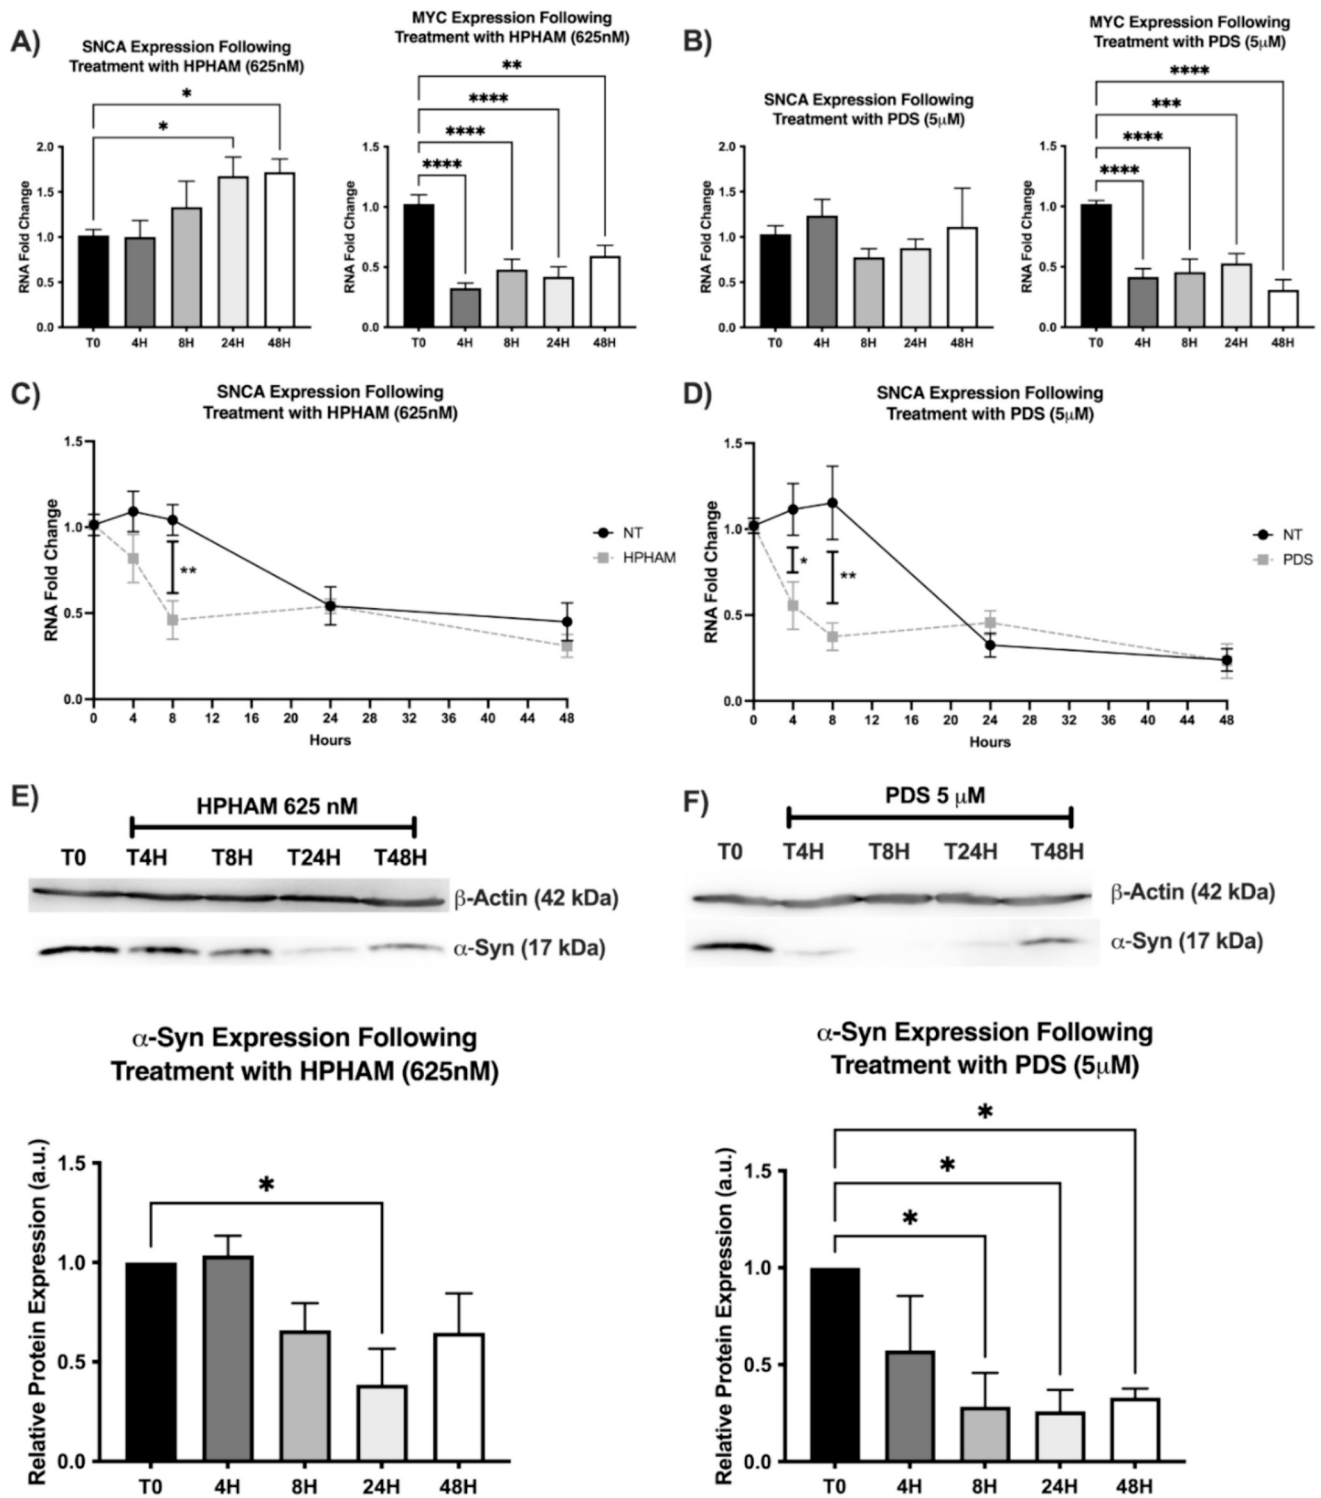 A)
SNCA Expression Following
Treatment with HPHAM (625nM)
*
*
RNA Fold Change
2.0
1.5
1.0
0.5
0.0
T0 4H 8H 24H 48H
MYC Expression Following
Treatment with HPHAM (625nM)
**
****
****
****
RNA Fold Change
1.5
1.0
0.5
0.0
T0 4H 8H 24H 48H
B)
SNCA Expression Following
Treatment with PDS (5μM)
RNA Fold Change
2.0
1.5
1.0
0.5
0.0
T0 4H 8H 24H 48H
MYC Expression Following
Treatment with PDS (5μM)
****
***
****
****
RNA Fold Change
1.5
1.0
0.5
0.0
T0 4H 8H 24H 48H
C)
SNCA Expression Following
Treatment with HPHAM (625nM)
RNA Fold Change
1.5
1.0
0.5
0.0
**
NT
HPHAM
0 4 8 12 16 20 24 28 32 36 40 44 48
Hours
D)
SNCA Expression Following
Treatment with PDS (5μM)
RNA Fold Change
1.5
1.0
0.5
0.0
*
**
NT
PDS
0 4 8 12 16 20 24 28 32 36 40 44 48
Hours
E)
HPHAM 625 nM
T0 T4H T8H T24H T48H
β-Actin (42 kDa)
α-Syn (17 kDa)
α-Syn Expression Following
Treatment with HPHAM (625nM)
*
Relative Protein Expression (a.u.)
1.5
1.0
0.5
0.0
T0 4H 8H 24H 48H
F)
PDS 5 μM
T0 T4H T8H T24H T48H
β-Actin (42 kDa)
α-Syn (17 kDa)
α-Syn Expression Following
Treatment with PDS (5μM)
*
*
*
Relative Protein Expression (a.u.)
1.5
1.0
0.5
0.0
T0 4H 8H 24H 48H